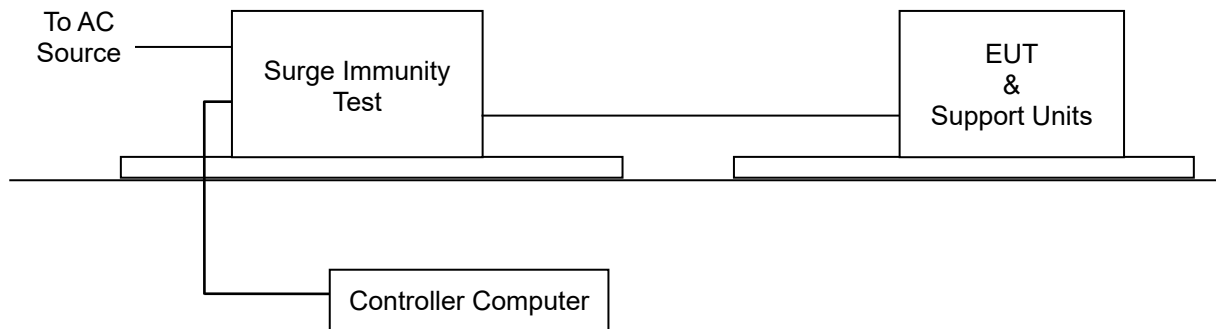 To AC
Source
Surge Immunity
Test
EUT
&
Support Units
Controller Computer